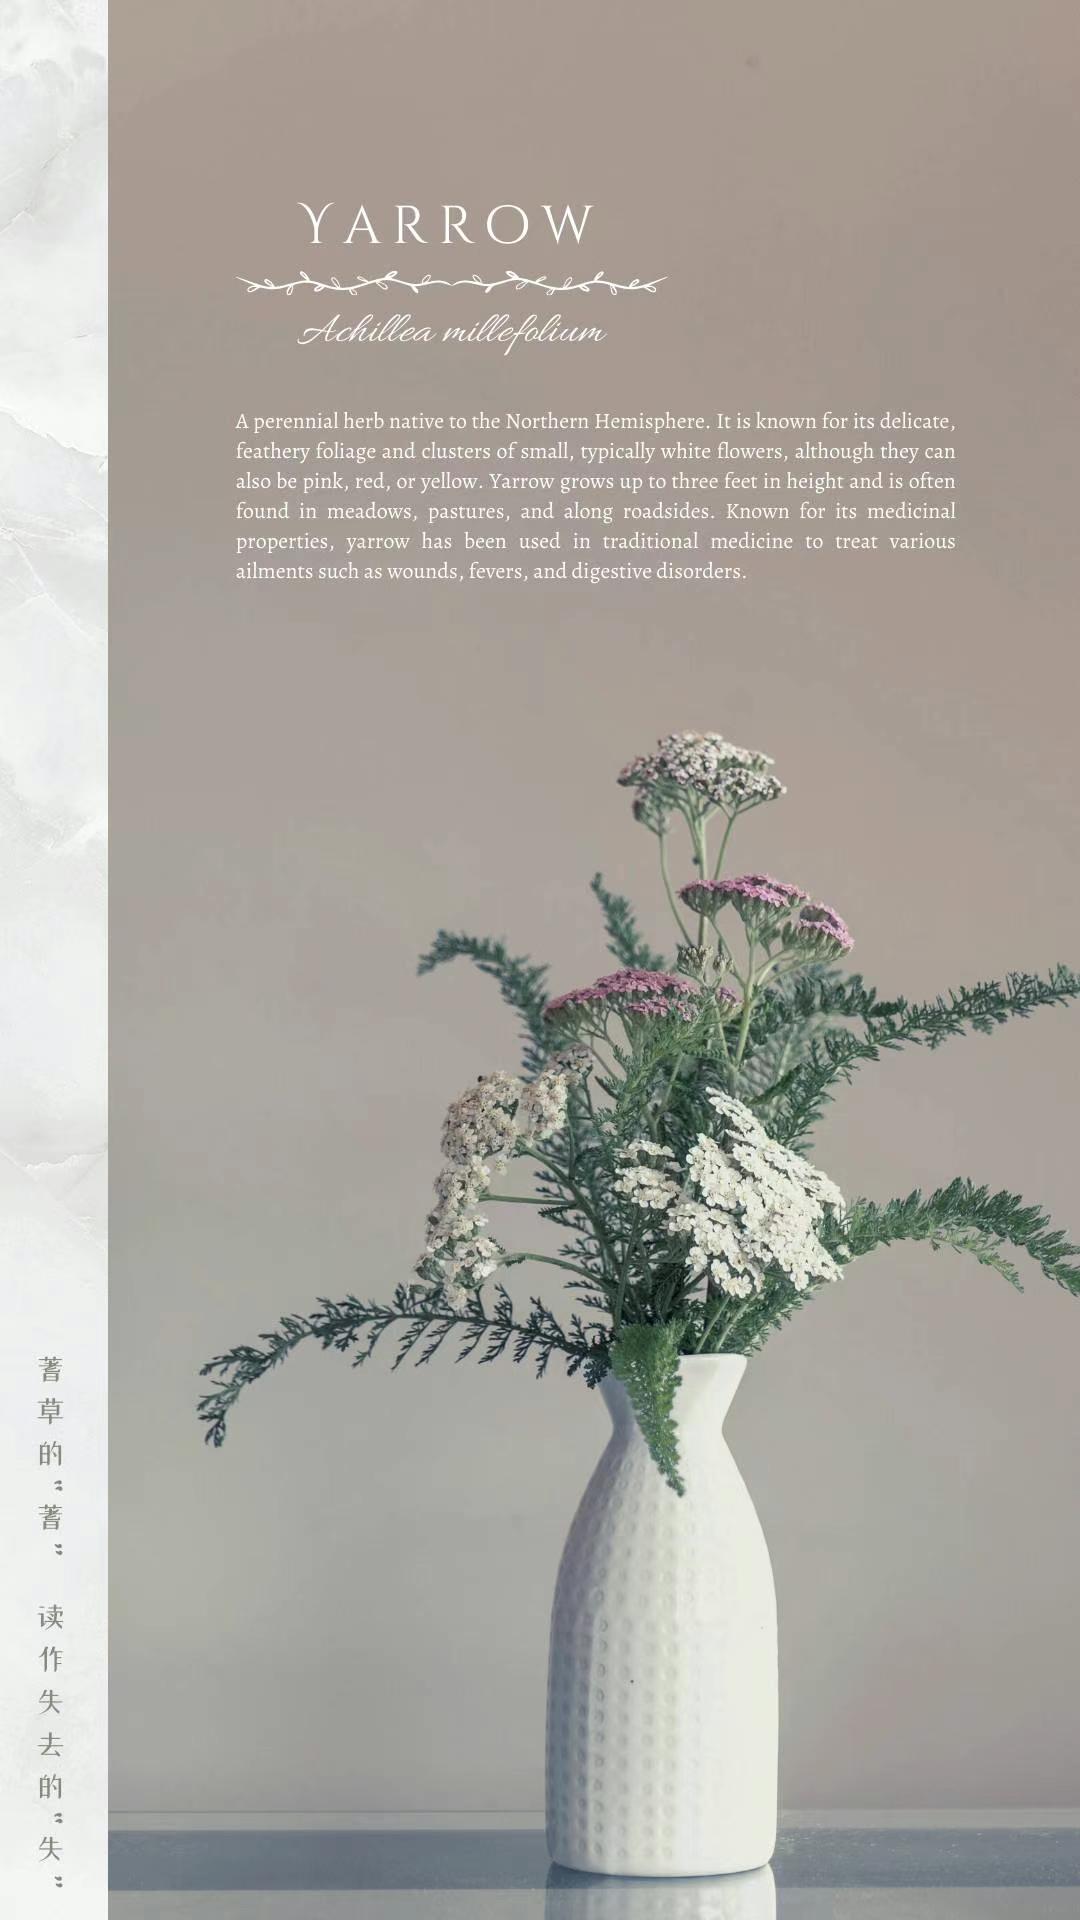 YARROW
Achillea millefolium
A perennial herb native to the Northern Hemisphere. It is known for its delicate,
feathery foliage and clusters of small, typically white flowers, although they can
also be pink, red, or yellow. Yarrow grows up to three feet in height and is often
found in meadows, pastures, and along roadsides. Known for its medicinal
properties, yarrow has been used in traditional medicine to treat various
ailments such as wounds, fevers, and digestive disorders.
蓍草的“蓍” 读作失去的“失”